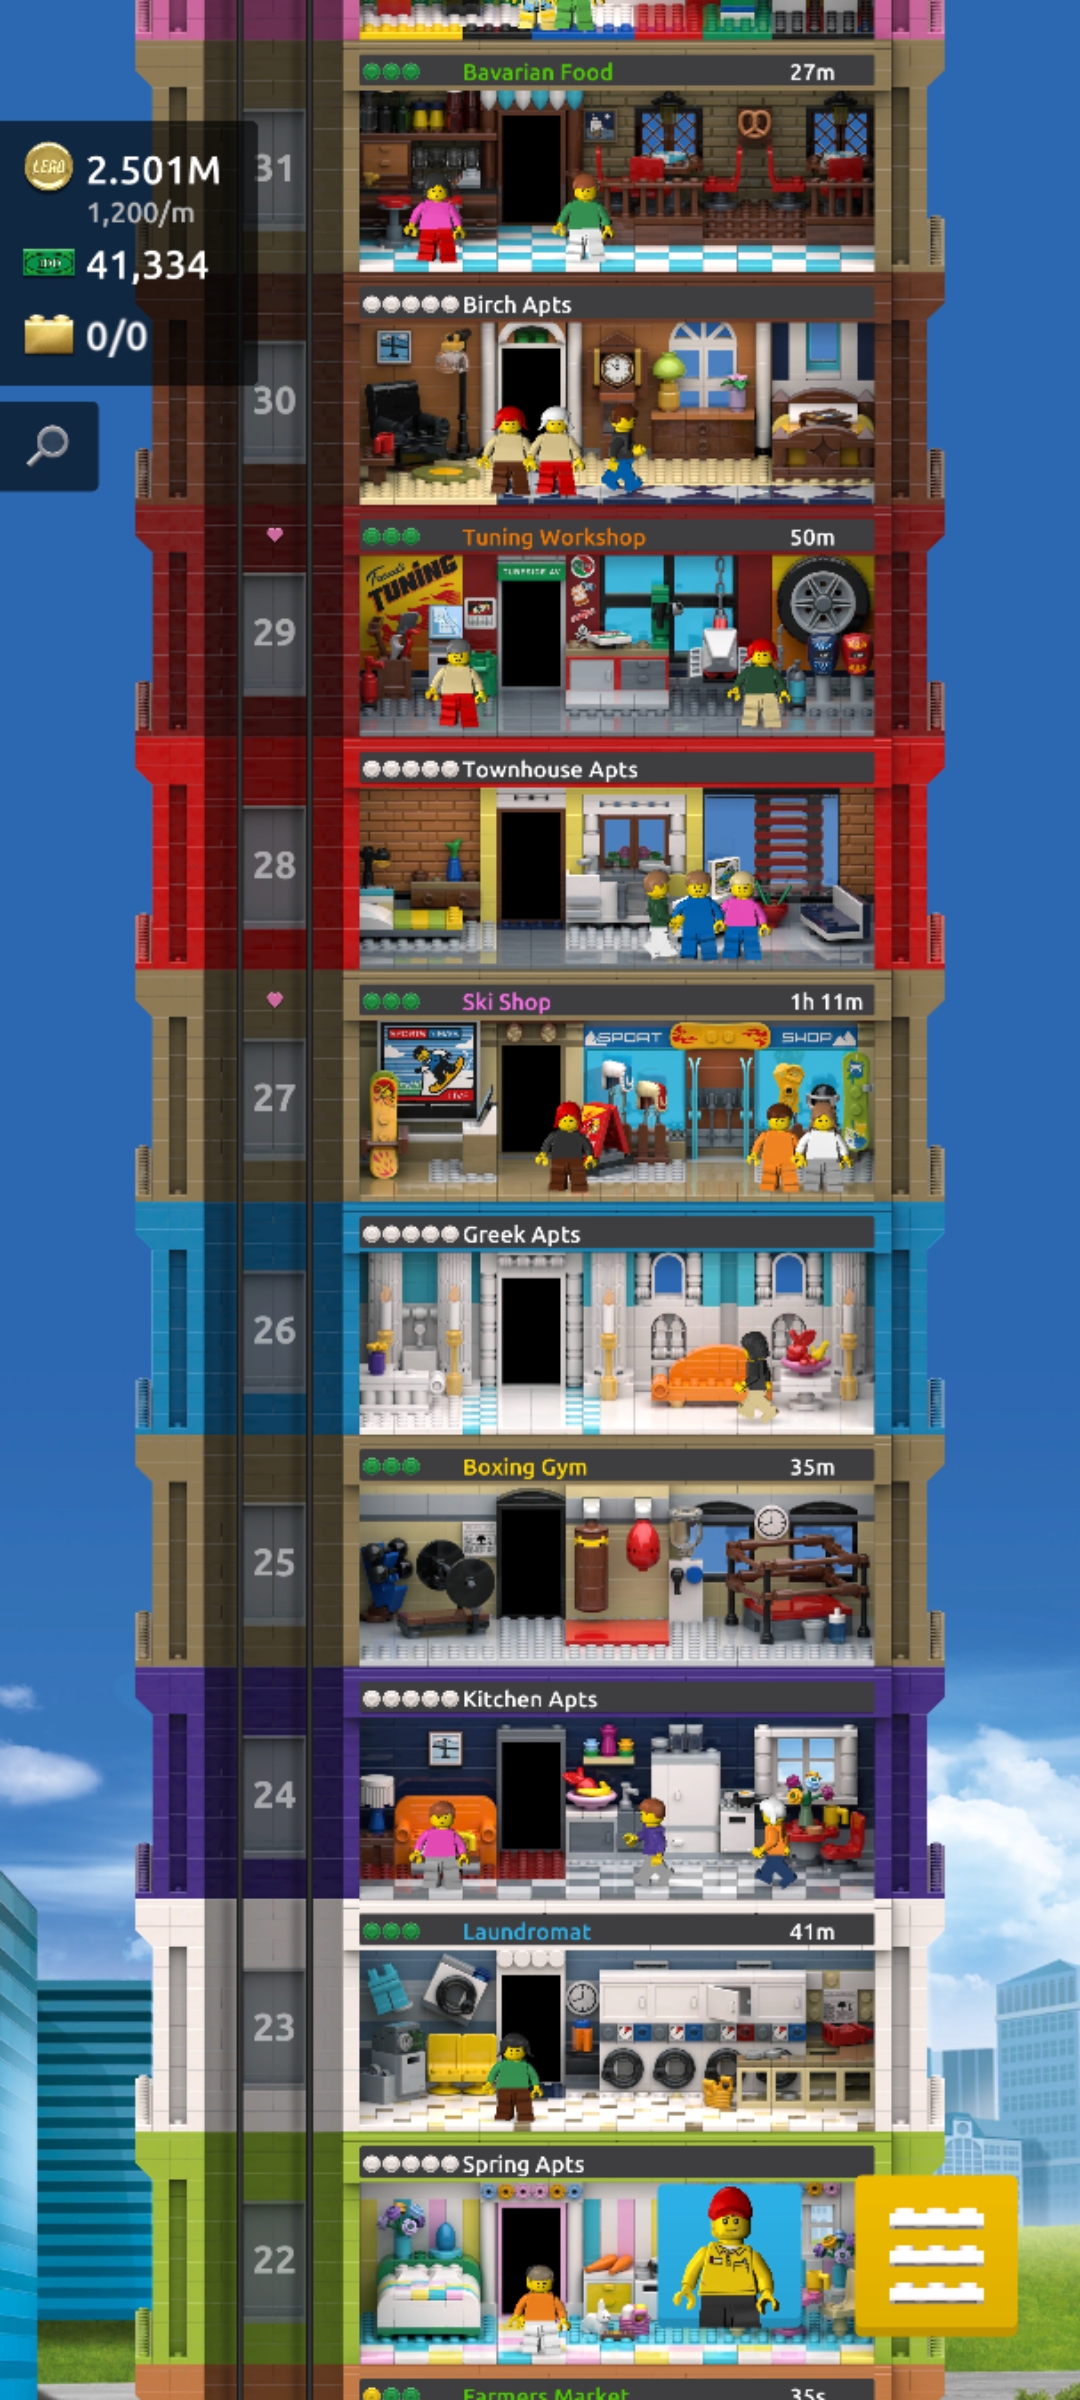 Bavarian Food 27m
LEGO 2.501M
31
1,200/m
41,334
0/0
Birch Apts
30
Tuning Workshop 50m
TUNING
29
Townhouse Apts
28
Ski Shop 1h 11m
SPORT SHOP
27
Greek Apts
26
Boxing Gym 35m
25
Kitchen Apts
24
Laundromat 41m
23
Spring Apts
22
Farmers Market 35s